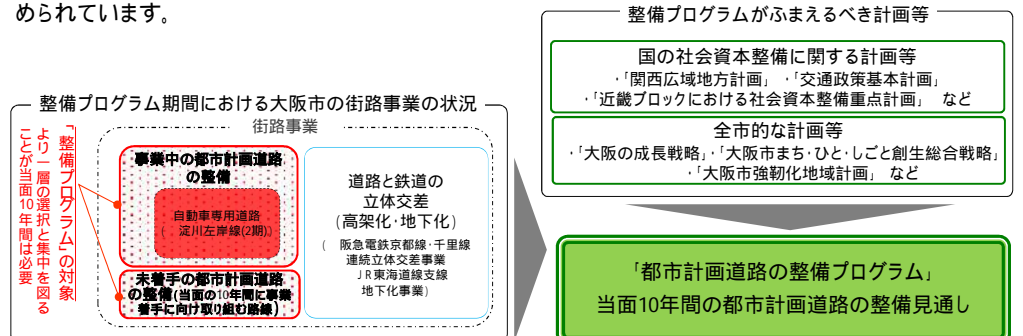 められています。
整備プログラム期間における大阪市の街路事業の状況
街路事業
「整備プログラム」の対象
より一層の選択と集中を図る
ことが当面10年間は必要
事業中の都市計画道路
の整備
自動車専用道路
( 淀川左岸線(2期))
未着手の都市計画道路
の整備(当面の10年間に事業
着手に向け取り組む路線)
道路と鉄道の
立体交差
(高架化・地下化)
( 阪急電鉄京都線・千里線
連続立体交差事業
JR東海道線支線
地下化事業)
整備プログラムがふまえるべき計画等
国の社会資本整備に関する計画等
・「関西広域地方計画」 ・「交通政策基本計画」
・「近畿ブロックにおける社会資本整備重点計画」 など
全市的な計画等
・「大阪の成長戦略」・「大阪市まち・ひと・しごと創生総合戦略」
・「大阪市強靭化地域計画」 など
「都市計画道路の整備プログラム」
当面10年間の都市計画道路の整備見通し